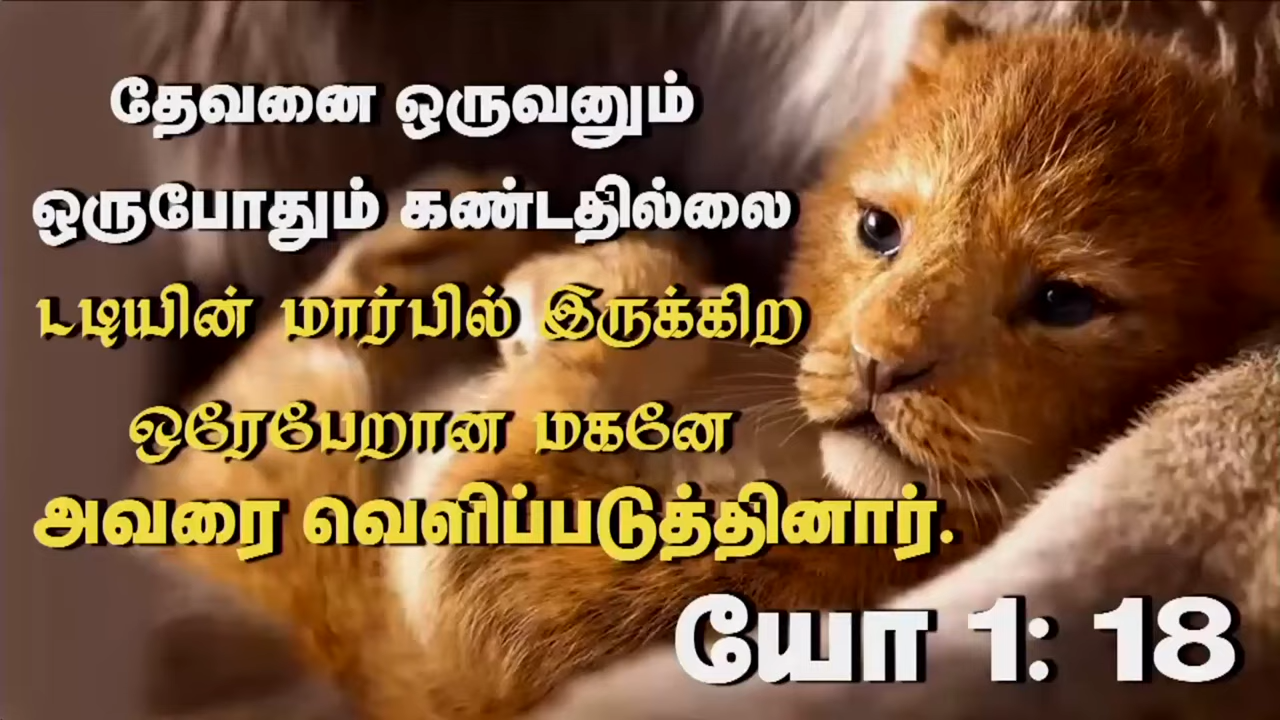 தேவனை ஒருவனும்
ஒருபோதும் கண்டதில்லை
டடியின் மார்பில் இருக்கிற
ஒரேபேறான மகனே
அவரை வெளிப்படுத்தினார்.
யோ 1: 18